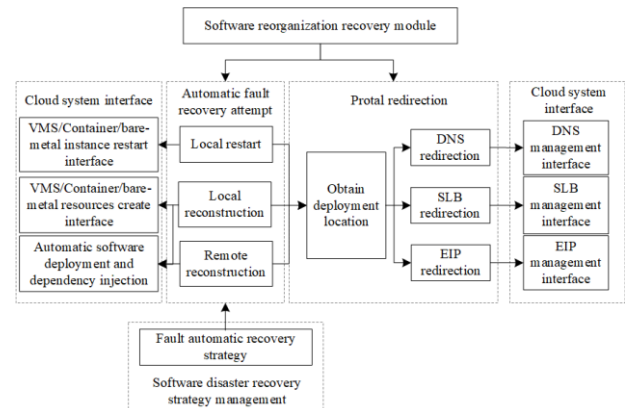 Software reorganization recovery module
Cloud system interface
VMS/Container/bare-
metal instance restart
interface
VMS/Container/bare-
metal resources create
interface
Automatic software
deployment and
dependency injection
Automatic fault
recovery attempt
Local restart
Local
reconstruction
Remote
reconstruction
Protal redirection
Obtain
deployment
location
DNS
redirection
SLB
redirection
EIP
redirection
Cloud system
interface
DNS
management
interface
SLB
management
interface
EIP
management
interface
Fault automatic recovery
strategy
Software disaster recovery
strategy management